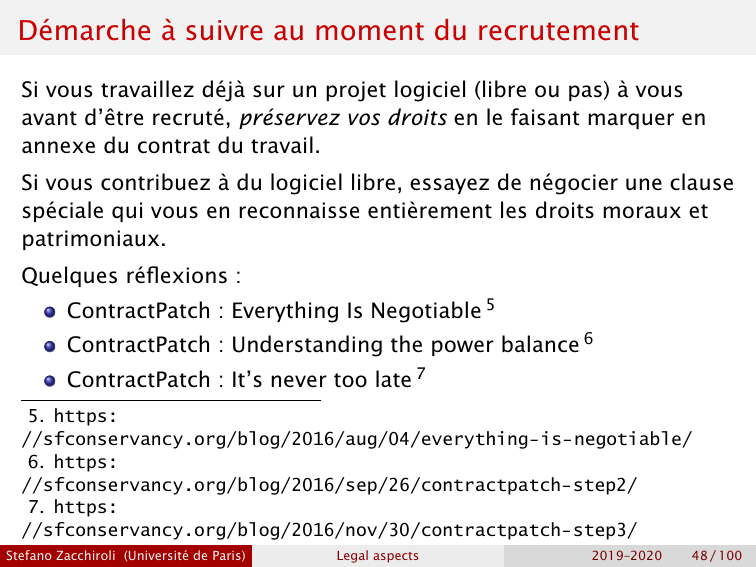 Démarche à suivre au moment du recrutement
Si vous travaillez déjà sur un projet logiciel (libre ou pas) à vous
avant d’être recruté, préservez vos droits en le faisant marquer en
annexe du contrat du travail.
Si vous contribuez à du logiciel libre, essayez de négocier une clause
spéciale qui vous en reconnaisse entièrement les droits moraux et
patrimoniaux.
Quelques réflexions :
ContractPatch : Everything Is Negotiable 5
ContractPatch : Understanding the power balance 6
ContractPatch : It’s never too late 7
5. https:
//sfconservancy.org/blog/2016/aug/04/everything-is-negotiable/
6. https:
//sfconservancy.org/blog/2016/sep/26/contractpatch-step2/
7. https:
//sfconservancy.org/blog/2016/nov/30/contractpatch-step3/
Stefano Zacchiroli (Université de Paris) Legal aspects 2019–2020 48 / 100